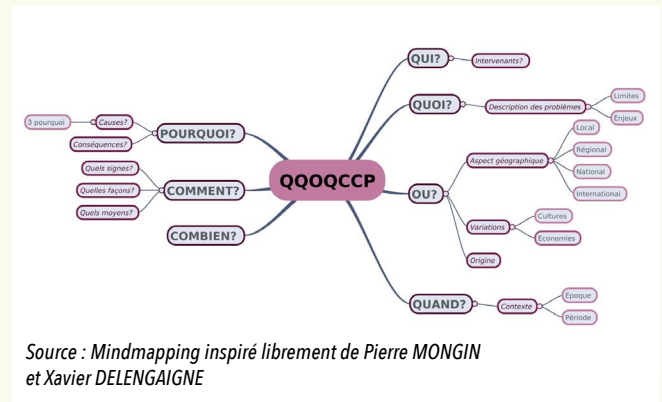 QQOQCCP
QUI?
Intervenants?
QUOI?
Description des problèmes
Limites
Enjeux
OU?
Aspect géographique
Local
Régional
National
International
Variations
Cultures
Economies
Origine
QUAND?
Contexte
Epoque
Période
POURQUOI?
Causes?
3 pourquoi
Conséquences?
COMMENT?
Quels signes?
Quelles façons?
Quels moyens?
COMBIEN?
Source : Mindmapping inspiré librement de Pierre MONGIN
et Xavier DELENGAIGNE